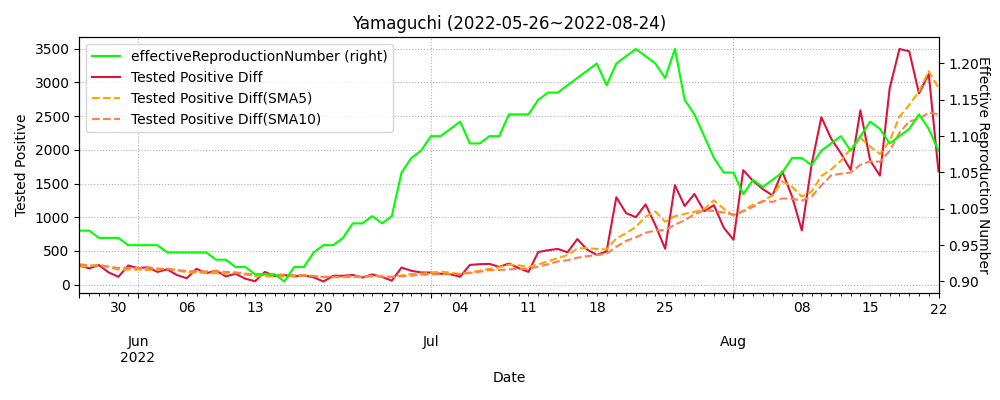 Yamaguchi (2022-05-26~2022-08-24)
effectiveReproductionNumber (right)
Tested Positive Diff
Tested Positive Diff(SMA5)
Tested Positive Diff(SMA10)
Tested Positive
3500
3000
2500
2000
1500
1000
500
0
Effective Reproduction Number
1.20
1.15
1.10
1.05
1.00
0.95
0.90
30 06 13 20 27 04 11 18 25 08 15 22
Jun Jul Aug
2022
Date